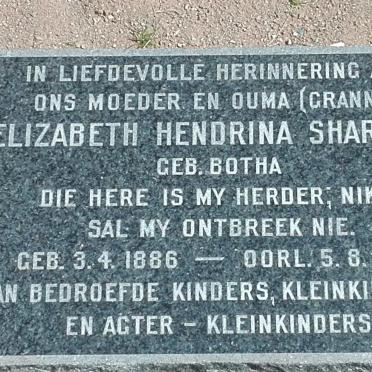 IN LIEFDEVOLLE HERINNERING A
ONS MOEDER EN OUMA (GRANN
ELIZABETH HENDRINA SHAR
GEB. BOTHA
DIE HERE IS MY HERDER; NIK
SAL MY ONTBREEK NIE.
GEB. 3.4.1886 — OORL. 5.8.
AN BEDROEFDE KINDERS, KLEINKI
EN AGTER – KLEINKINDERS